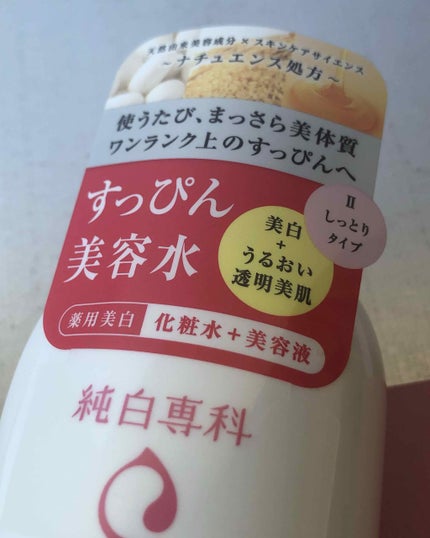 天然由来美容成分×スキンケアサイエンス
～ナチュエンス処方～
使うたび、まっさら美体質
ワンランク上のすっぴんへ
すっぴん
美容水
II
しっとり
タイプ
美白
+
うるおい
透明美肌
薬用美白 化粧水+美容液
純白専科